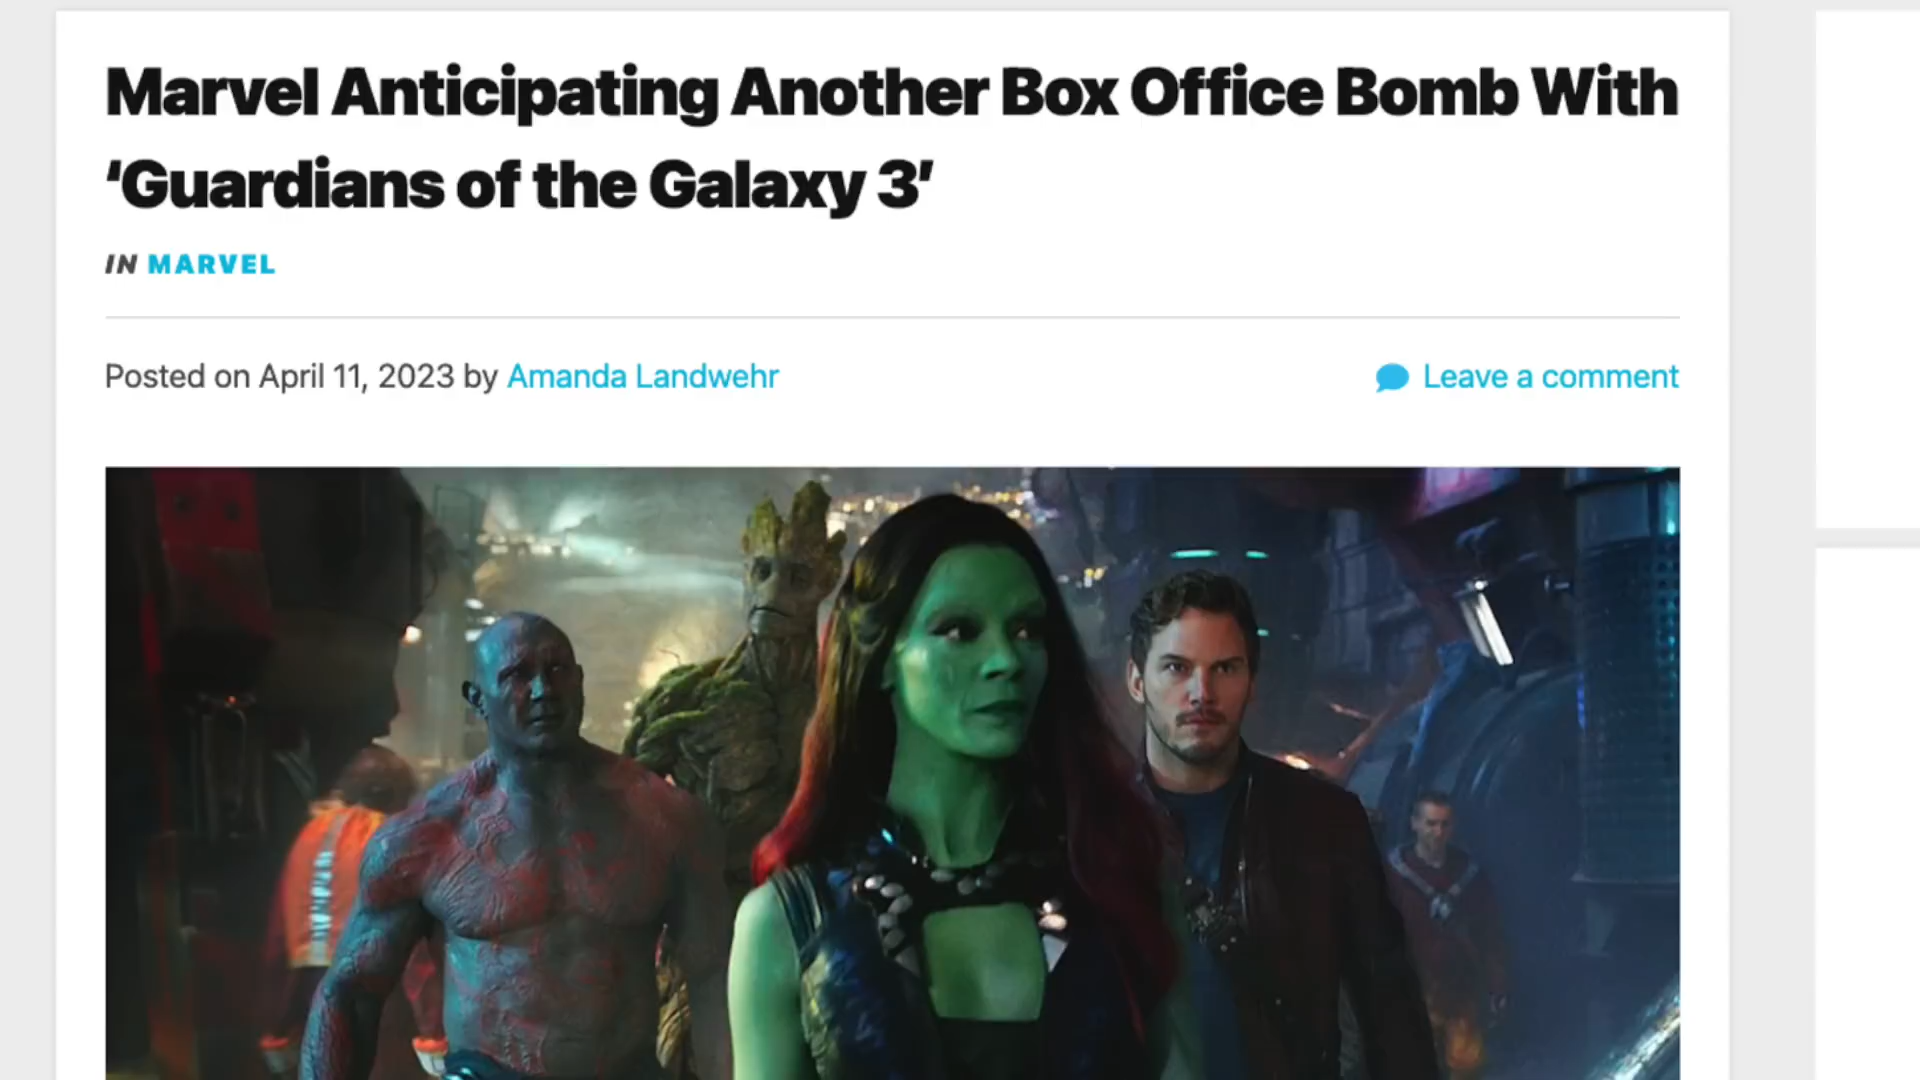 Marvel Anticipating Another Box Office Bomb With
‘Guardians of the Galaxy 3’
IN MARVEL
Posted on April 11, 2023 by Amanda Landwehr
Leave a comment